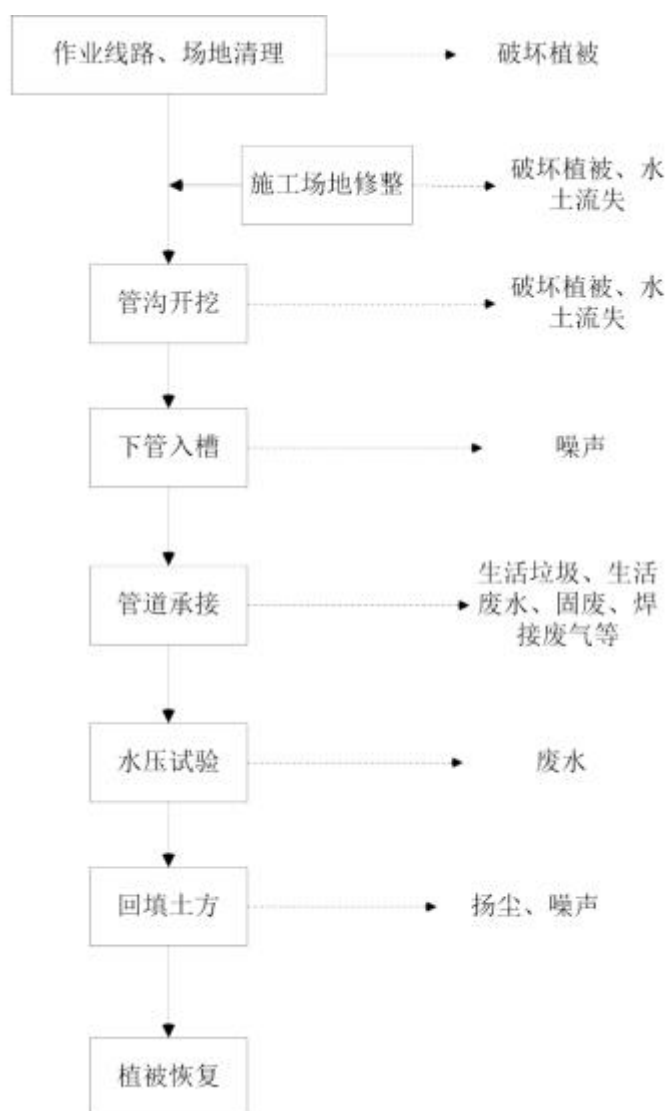 作业线路、场地清理
破坏植被
施工场地修整
破坏植被、水
土流失
管沟开挖
破坏植被、水
土流失
下管入槽
噪声
管道承接
生活垃圾、生活
废水、固废、焊
接废气等
水压试验
废水
回填土方
扬尘、噪声
植被恢复